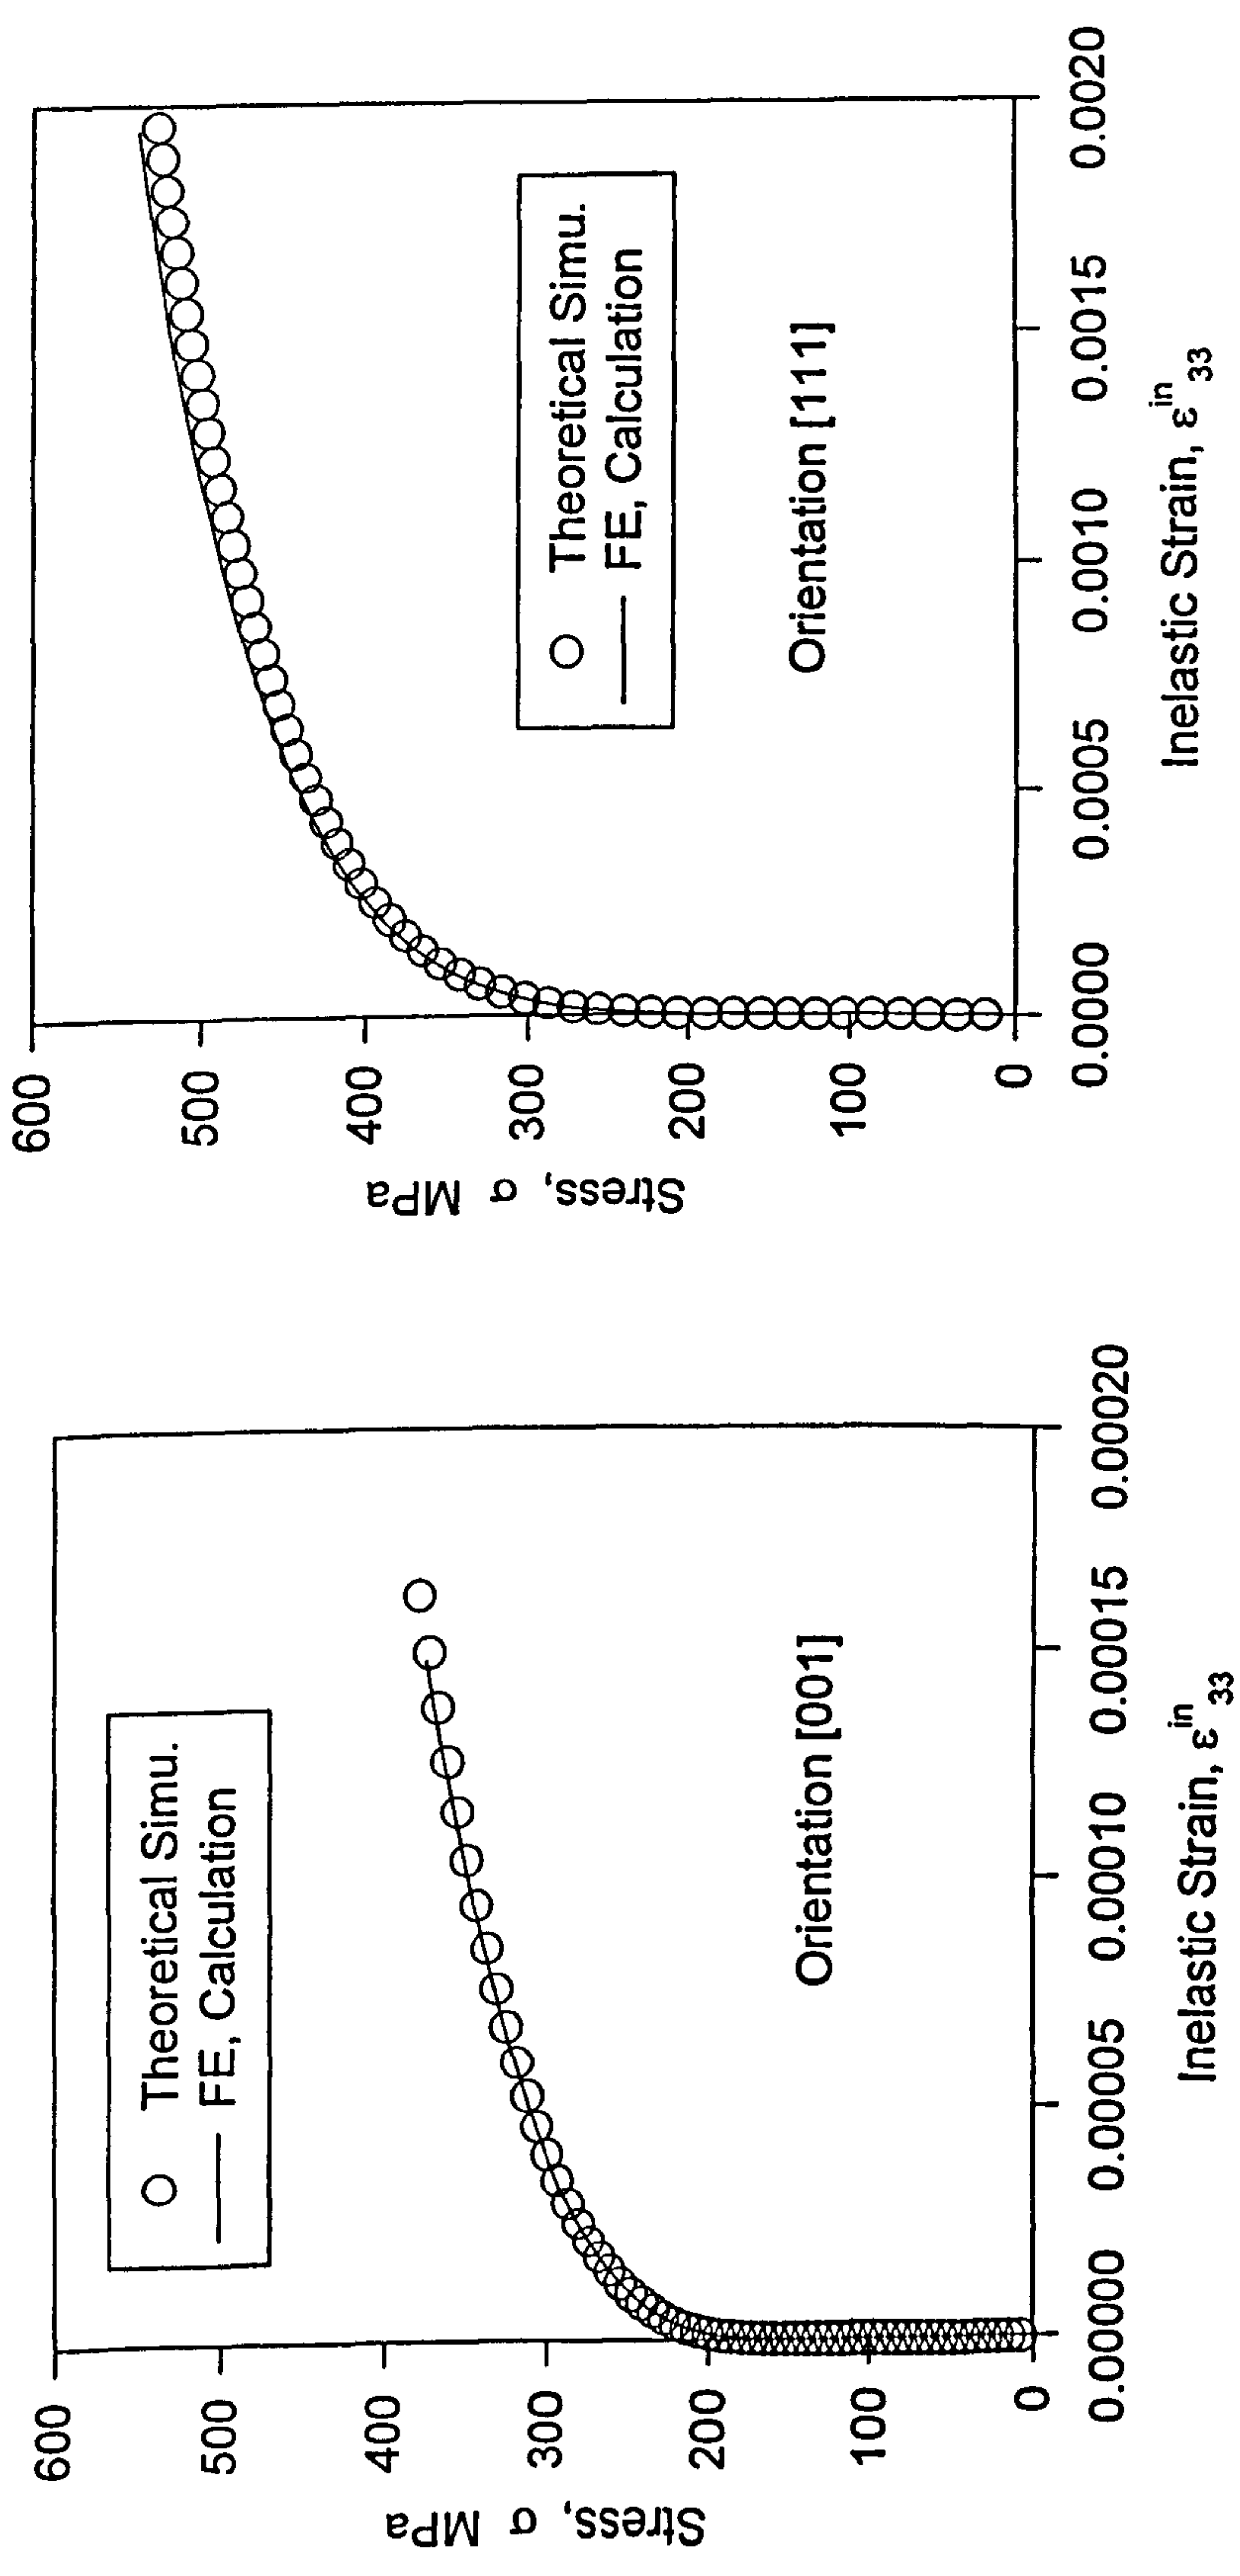 600
500
400
300
200
100
0
Stress, σ MPa
Theoretical Simu.
FE, Calculation
Orientation [001]
0.00000
0.00005
0.00010
0.00015
0.00020
Inelastic Strain, ε^in_33
600
500
400
300
200
100
0
Stress, σ MPa
Theoretical Simu.
FE, Calculation
Orientation [111]
0.0000
0.0005
0.0010
0.0015
0.0020
Inelastic Strain, ε^in_33